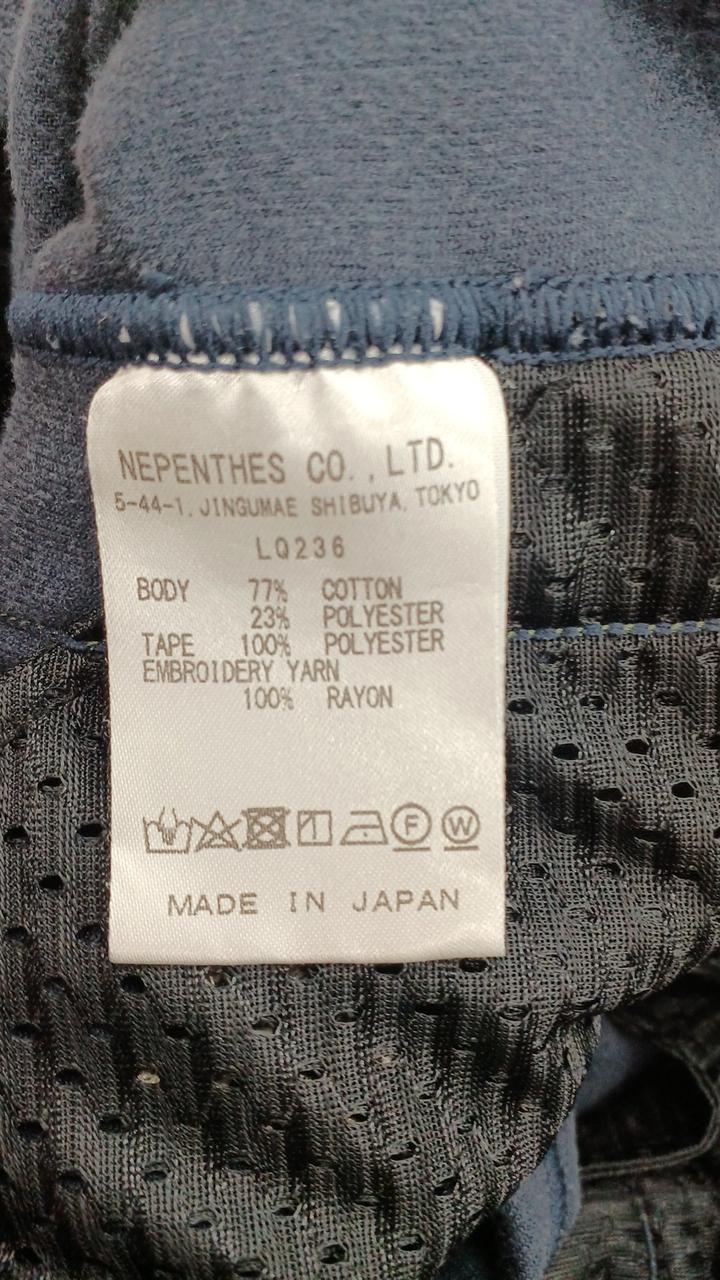 NEPENTHES CO.,LTD.
5-44-1, JINGUMAE SHIBUYA, TOKYO
LQ236
BODY 77% COTTON
23% POLYESTER
TAPE 100% POLYESTER
EMBROIDERY YARN
100% RAYON
F W
MADE IN JAPAN